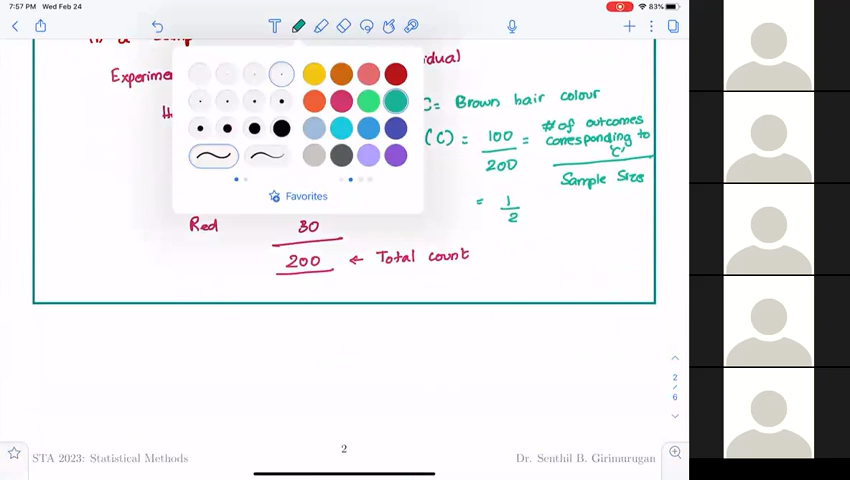 7:57 PM Wed Feb 24
83%
Experime
idual
C= Brown hair colour
(C) = 100 / 200 = # of outcomes corresponding to 'C' / Sample Size
= 1/2
Favorites
Red 30
200 ← Total count
2
/
6
STA 2023: Statistical Methods
2
Dr. Senthil B. Girimurugan